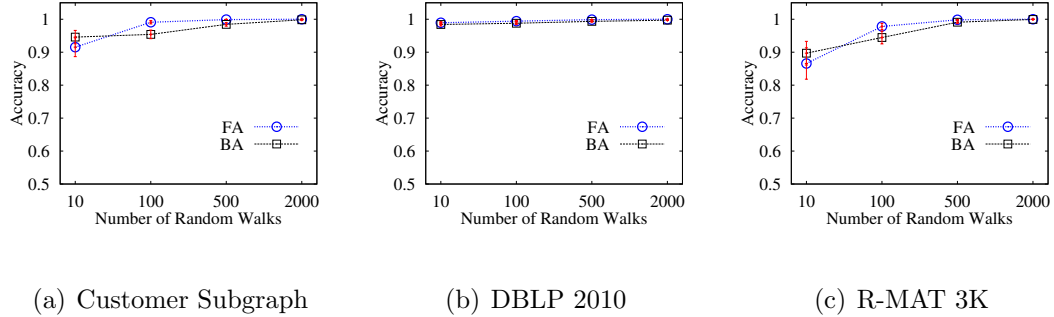 1
0.9
0.8
0.7
0.6
0.5
Accuracy
FA
BA
10 100 500 2000
Number of Random Walks
(a) Customer Subgraph
1
0.9
0.8
0.7
0.6
0.5
Accuracy
FA
BA
10 100 500 2000
Number of Random Walks
(b) DBLP 2010
1
0.9
0.8
0.7
0.6
0.5
Accuracy
FA
BA
10 100 500 2000
Number of Random Walks
(c) R-MAT 3K